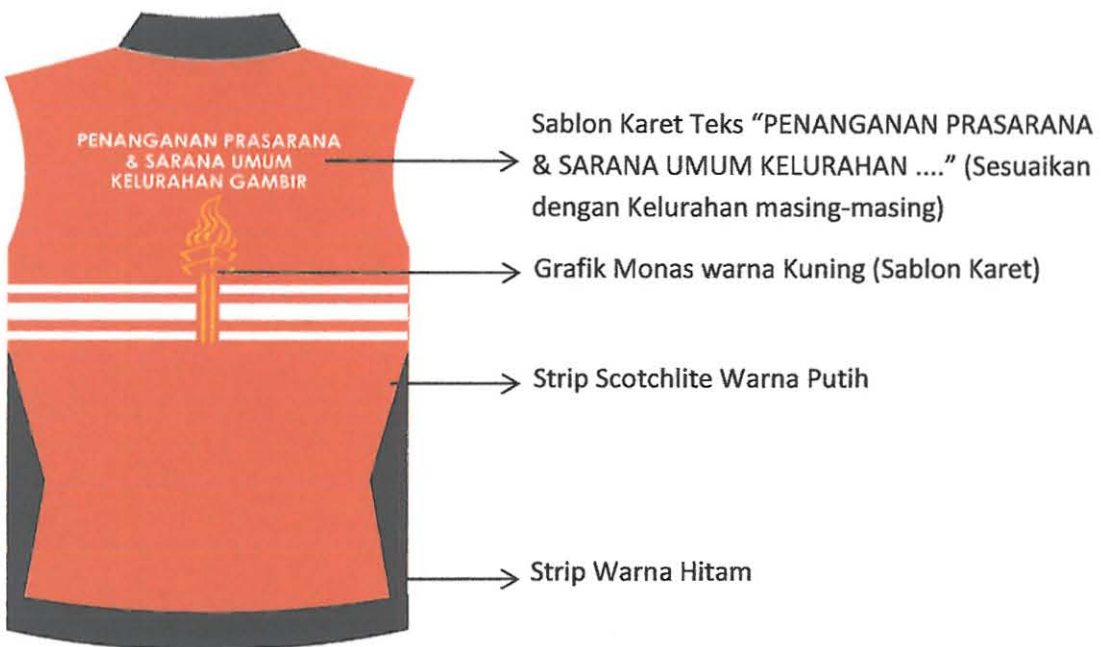 PENANGANAN PRASARANA
& SARANA UMUM
KELURAHAN GAMBIR
Sablon Karet Teks “PENANGANAN PRASARANA
& SARANA UMUM KELURAHAN ....” (Sesuaikan
dengan Kelurahan masing-masing)
Grafik Monas warna Kuning (Sablon Karet)
Strip Scotchlite Warna Putih
Strip Warna Hitam